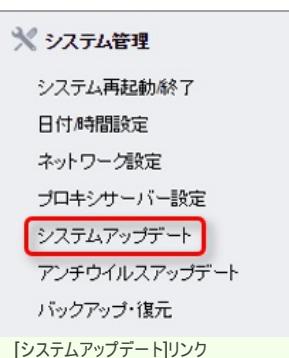 システム管理
システム再起動/終了
日付/時間設定
ネットワーク設定
プロキシサーバー設定
システムアップデート
アンチウイルスアップデート
バックアップ・復元
[システムアップデート]リンク